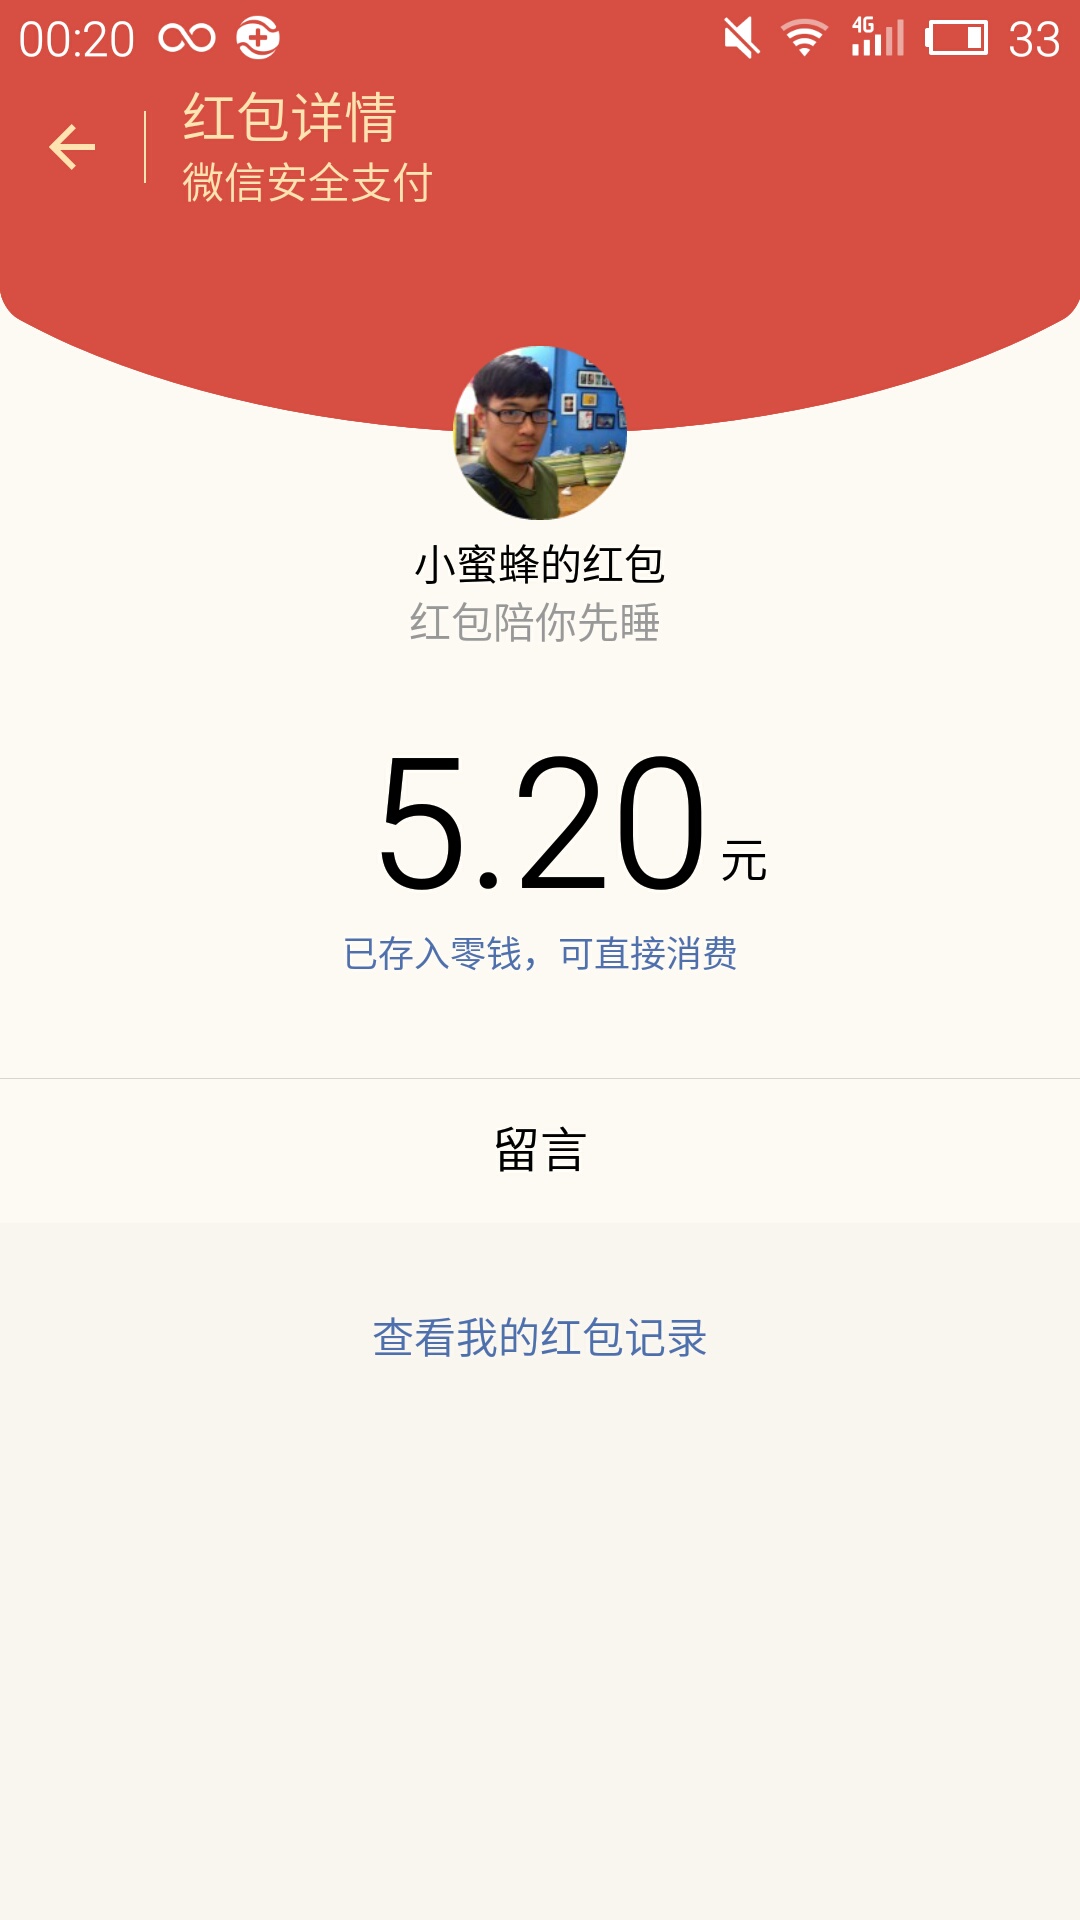 00:20 4G 33
红包详情
微信安全支付
小蜜蜂的红包
红包陪你先睡
5.20元
已存入零钱，可直接消费
留言
查看我的红包记录